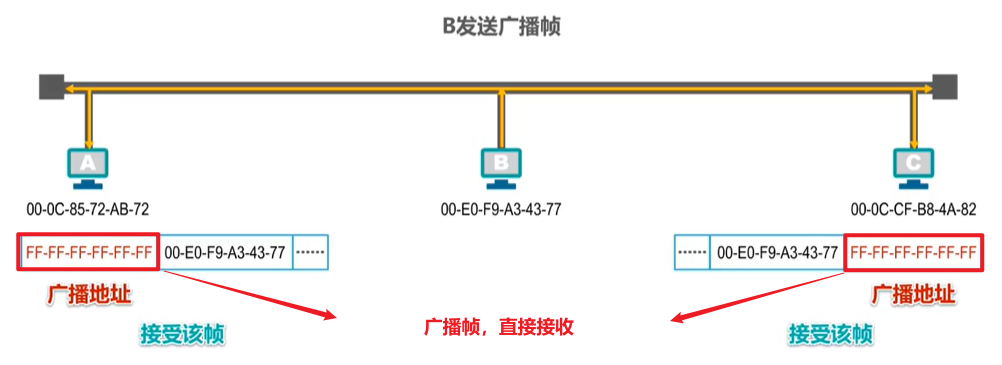 B发送广播帧
A
B
C
00-0C-85-72-AB-72
00-E0-F9-A3-43-77
00-0C-CF-B8-4A-82
FF-FF-FF-FF-FF-FF 00-E0-F9-A3-43-77 ······
······ 00-E0-F9-A3-43-77 FF-FF-FF-FF-FF-FF
广播地址
广播地址
接受该帧
广播帧，直接接收
接受该帧